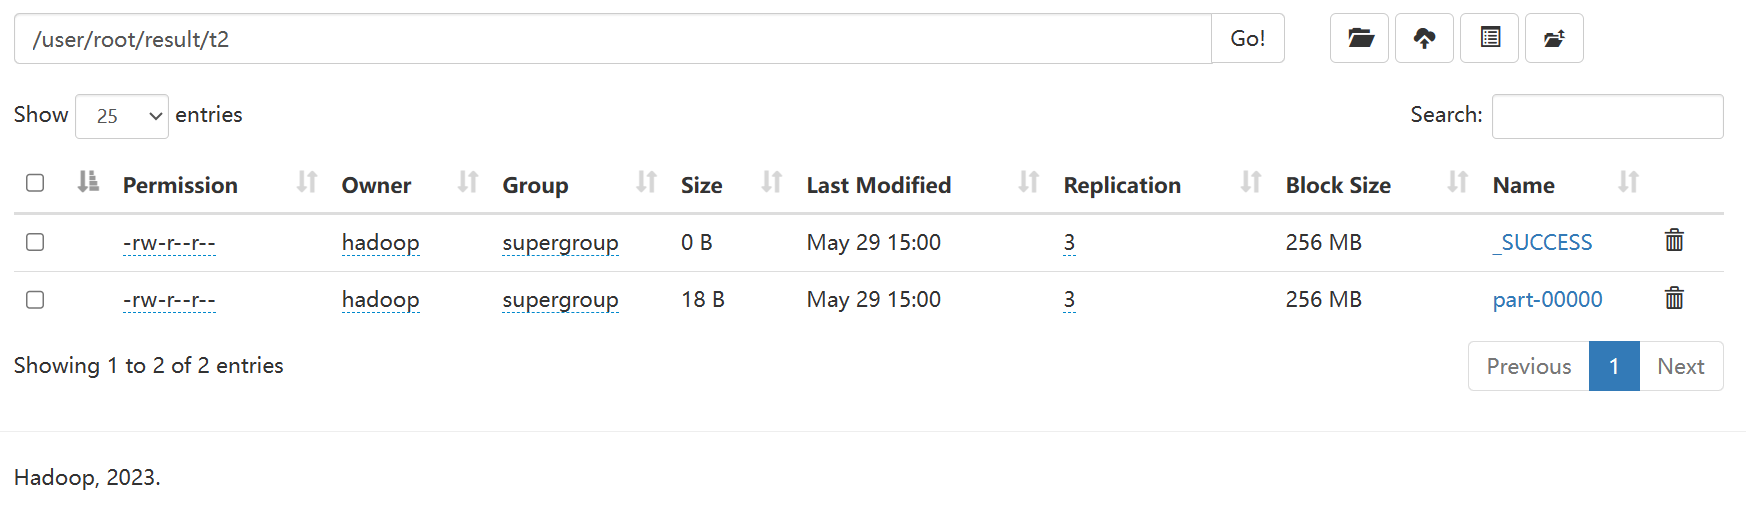 /user/root/result/t2 Go!
Show 25 entries Search:
Permission Owner Group Size Last Modified Replication Block Size Name
-rw-r--r-- hadoop supergroup 0 B May 29 15:00 3 256 MB _SUCCESS
-rw-r--r-- hadoop supergroup 18 B May 29 15:00 3 256 MB part-00000
Showing 1 to 2 of 2 entries Previous 1 Next
Hadoop, 2023.